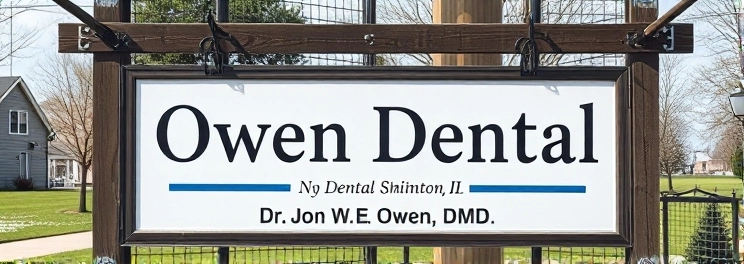 Owen Dental
Ny Dental Shiinton, IL
Dr. Jon W.E. Owen, DMD.